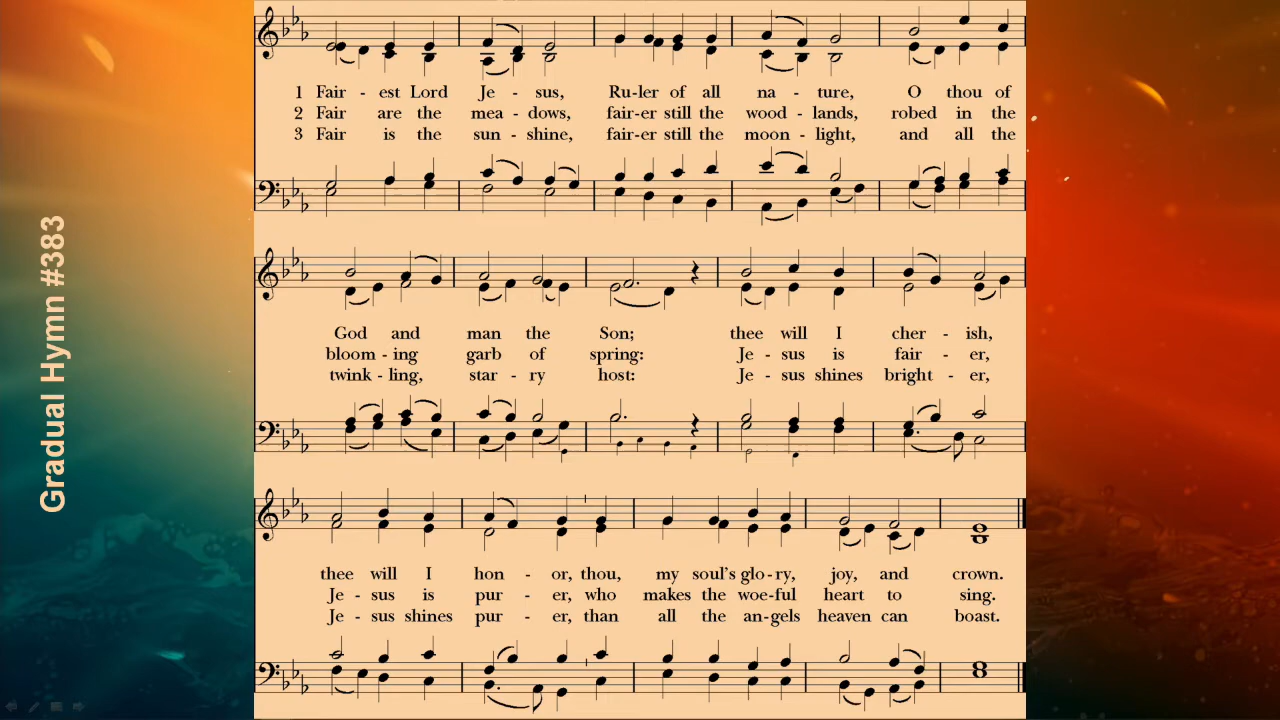 Gradual Hymn #383
1 Fair - est Lord Je - sus, Ru-ler of all na - ture, O thou of
2 Fair are the mea - dows, fair-er still the wood - lands, robed in the
3 Fair is the sun - shine, fair-er still the moon - light, and all the
God and man the Son; thee will I cher - ish,
bloom - ing garb of spring: Je - sus is fair - er,
twink - ling, star - ry host: Je - sus shines bright - er,
thee will I hon - or, thou, my soul's glo - ry, joy, and crown.
Je - sus is pur - er, who makes the woe-ful heart to sing.
Je - sus shines pur - er, than all the an-gels heaven can boast.